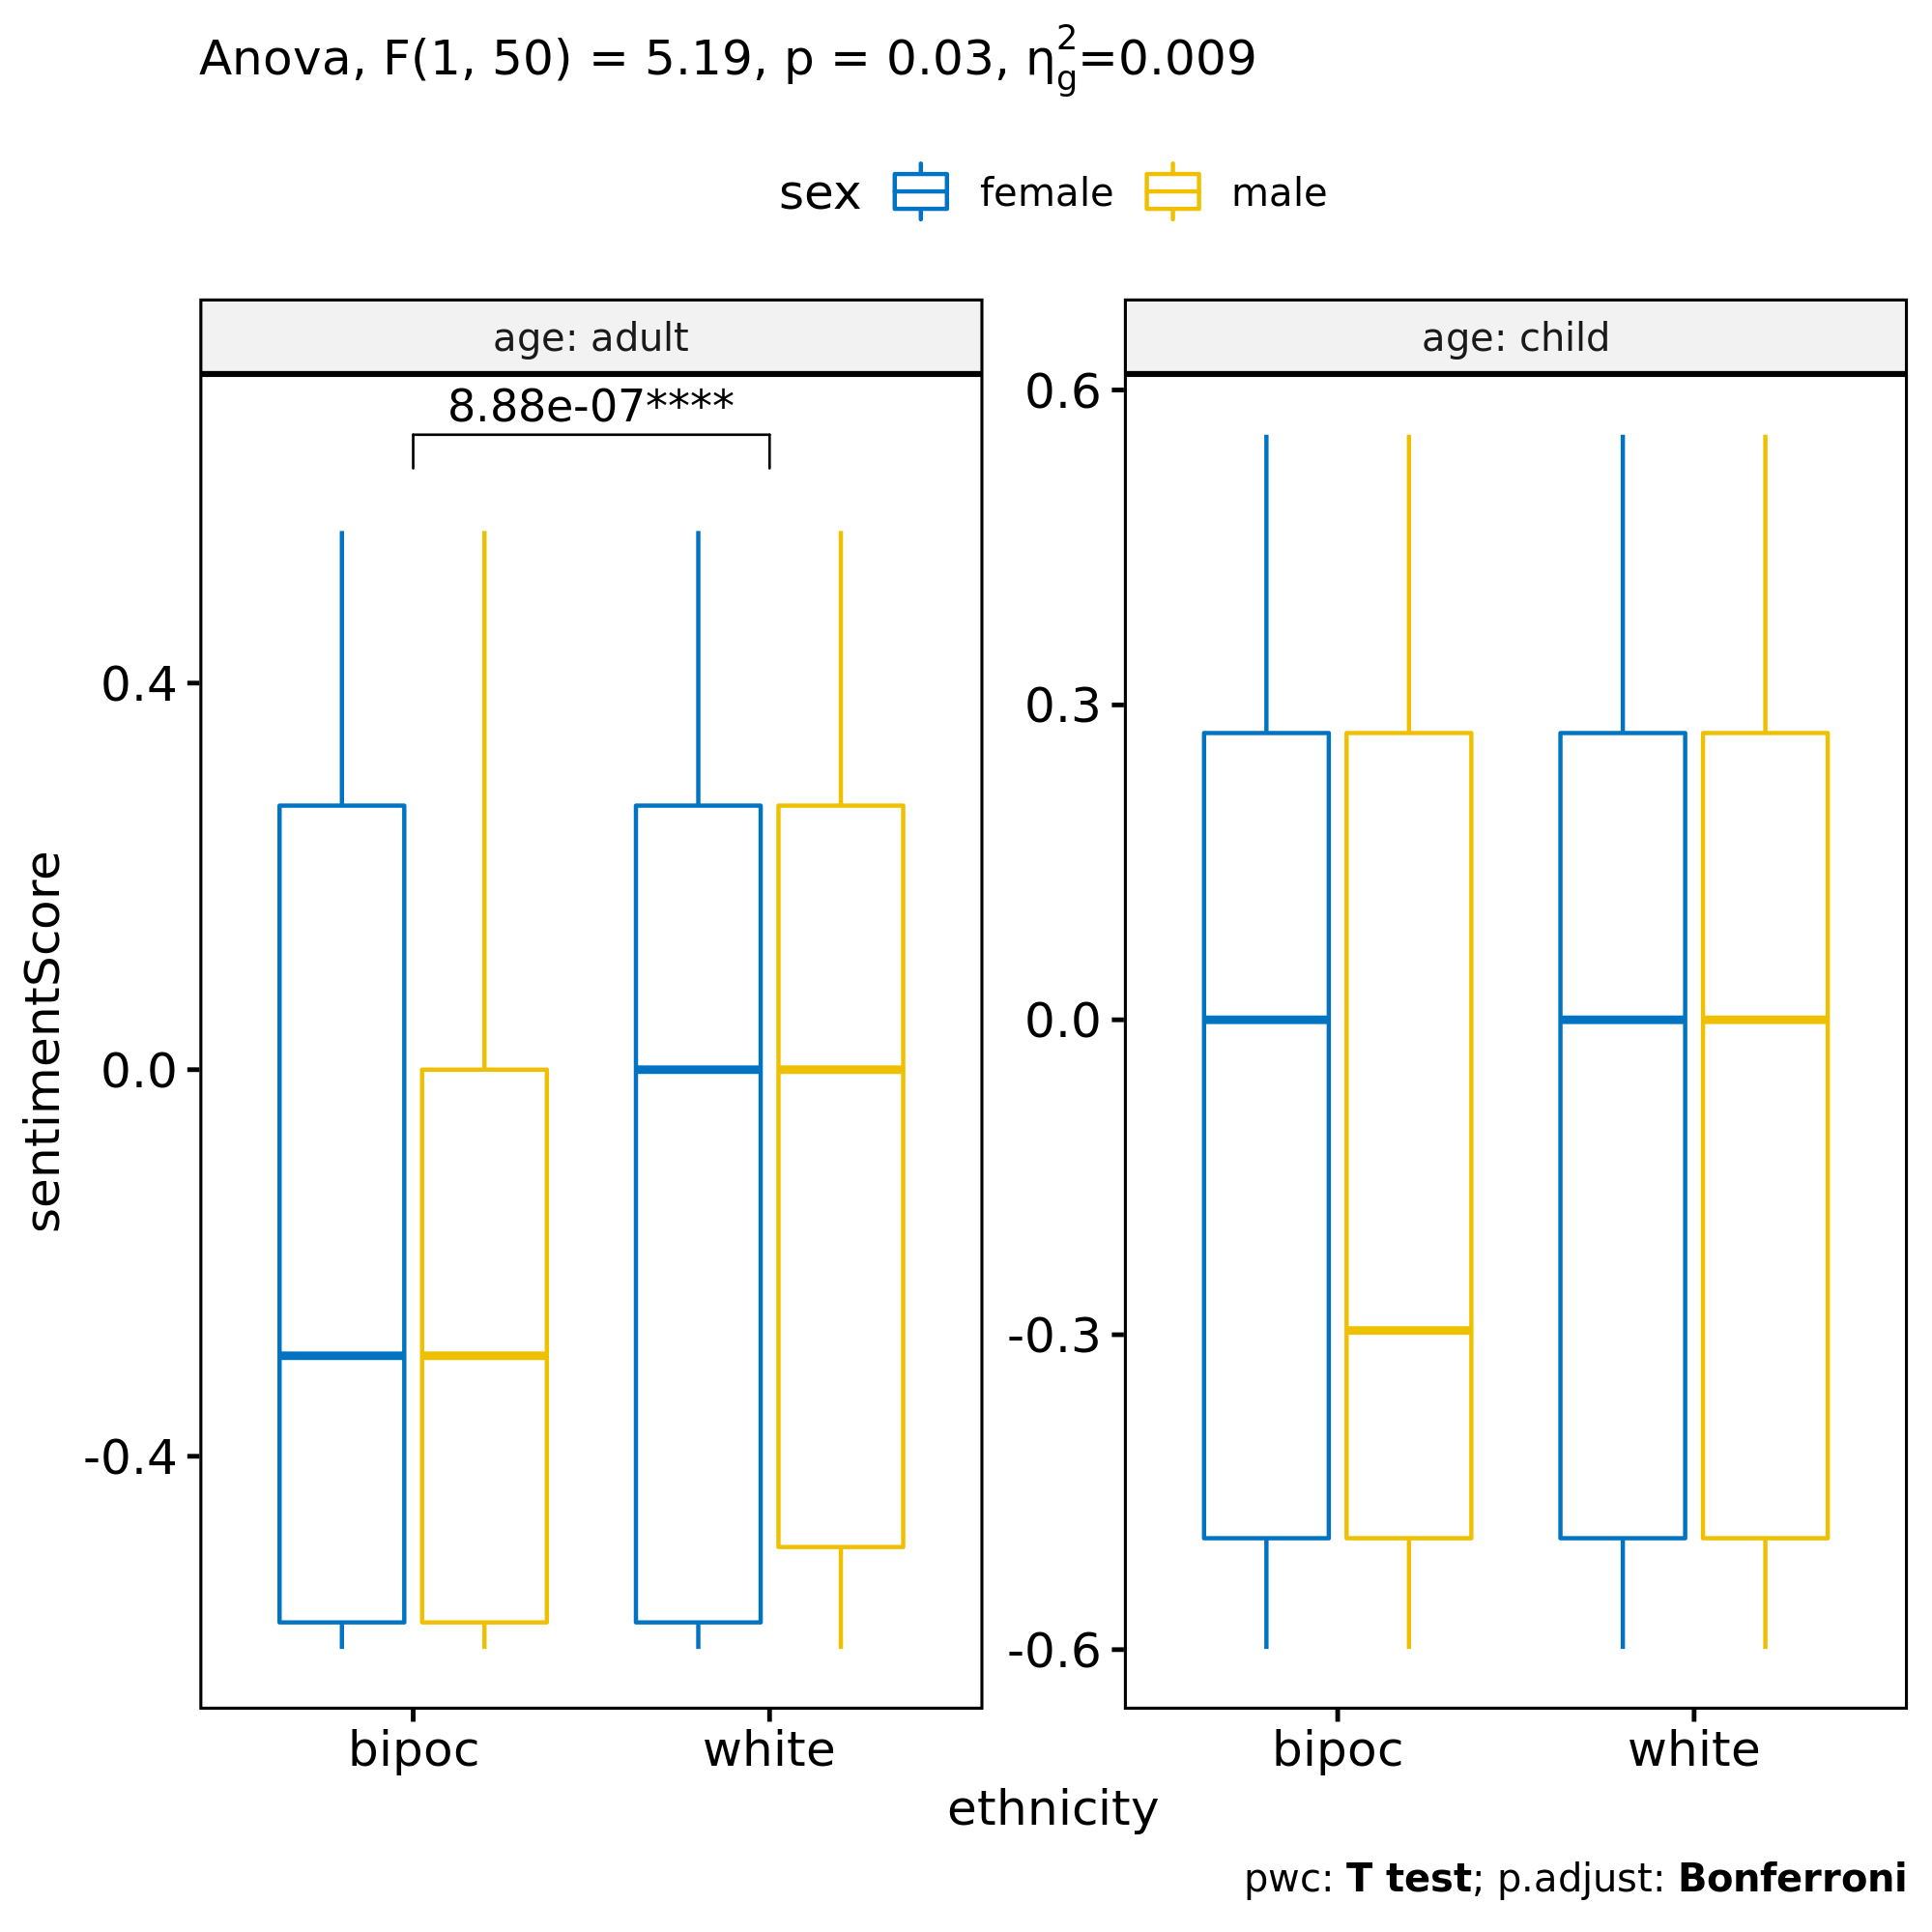 Anova, F(1, 50) = 5.19, p = 0.03, η²g=0.009
sex female male
age: adult
8.88e-07****
0.4
0.0
-0.4
sentimentScore
age: child
0.6
0.3
0.0
-0.3
-0.6
bipoc white
bipoc white
ethnicity
pwc: T test; p.adjust: Bonferroni